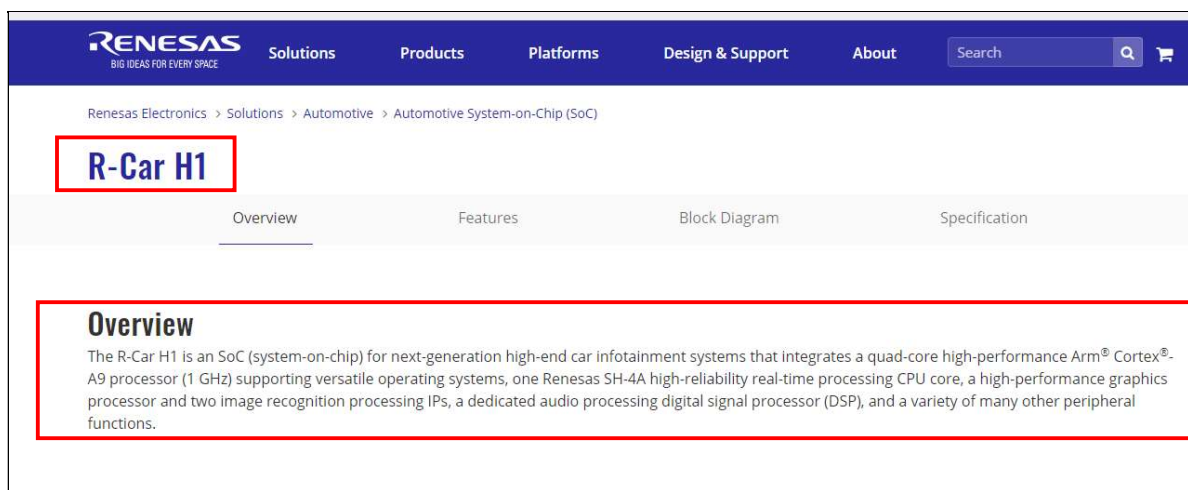 RENESAS
BIG IDEAS FOR EVERY SPACE
Solutions Products Platforms Design & Support About Search
Renesas Electronics > Solutions > Automotive > Automotive System-on-Chip (SoC)
R-Car H1
Overview Features Block Diagram Specification
Overview
The R-Car H1 is an SoC (system-on-chip) for next-generation high-end car infotainment systems that integrates a quad-core high-performance Arm® Cortex®-
A9 processor (1 GHz) supporting versatile operating systems, one Renesas SH-4A high-reliability real-time processing CPU core, a high-performance graphics
processor and two image recognition processing IPs, a dedicated audio processing digital signal processor (DSP), and a variety of many other peripheral
functions.